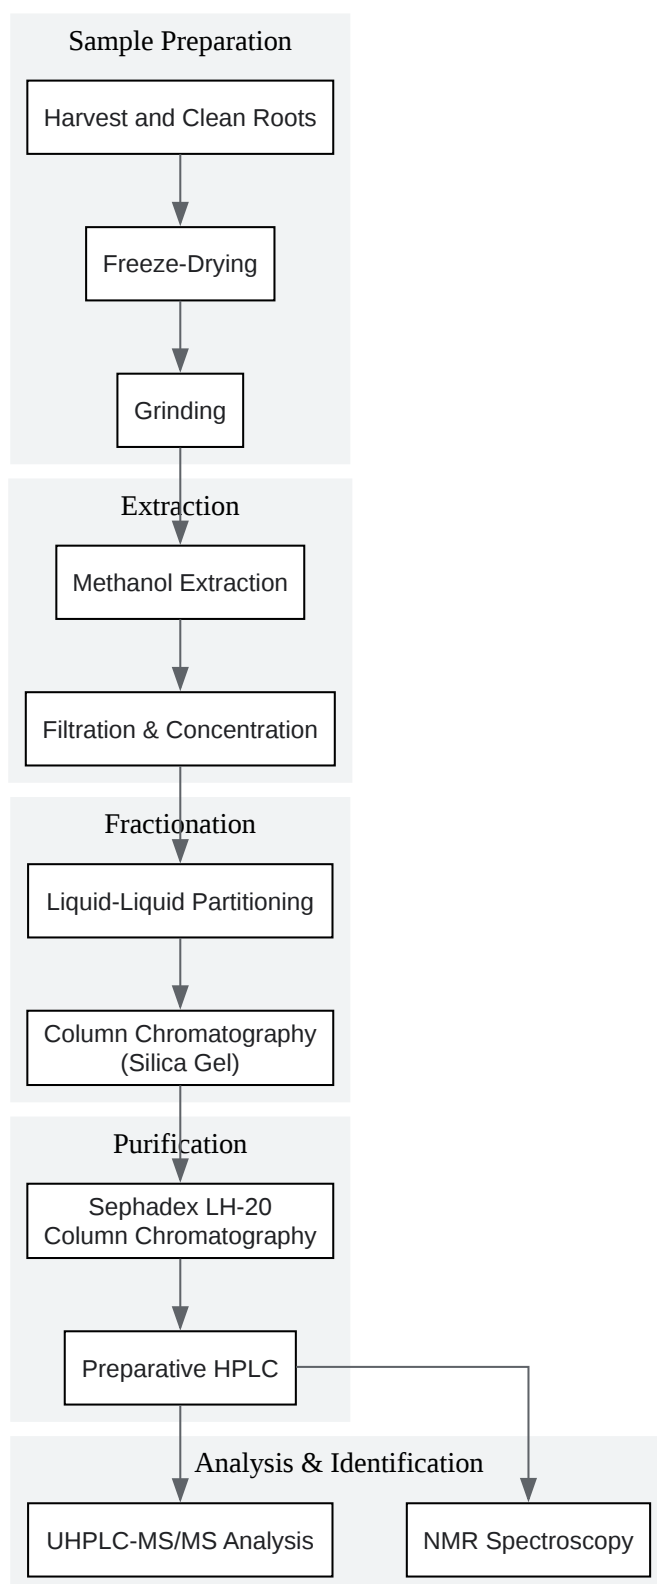 Sample Preparation
Harvest and Clean Roots
Freeze-Drying
Grinding
Extraction
Methanol Extraction
Filtration & Concentration
Fractionation
Liquid-Liquid Partitioning
Column Chromatography
(Silica Gel)
Purification
Sephadex LH-20
Column Chromatography
Preparative HPLC
Analysis & Identification
UHPLC-MS/MS Analysis
NMR Spectroscopy